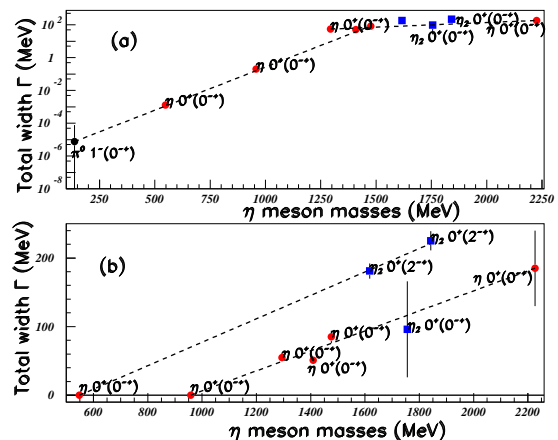 (a)
Total width Γ (MeV)
10²
1
10⁻²
10⁻⁴
10⁻⁶
10⁻⁸
π⁰ 1⁻(0⁻⁺)
η 0⁺(0⁻⁺)
η 0⁺(0⁻⁺)
η 0⁺(0⁻⁺)
η₂ 0⁺(0⁻⁺)
η₂ 0⁺(0⁻⁺)
η 0⁺(0⁻⁺)
250 500 750 1000 1250 1500 1750 2000 2250
η meson masses (MeV)
(b)
Total width Γ (MeV)
200
100
0
η₂ 0⁺(2⁻⁺)
η₂ 0⁺(2⁻⁺)
η 0⁺(0⁻⁺)
η 0⁺(0⁻⁺)
η₂ 0⁺(0⁻⁺)
η 0⁺(0⁻⁺)
η 0⁺(0⁻⁺)
η 0⁺(0⁻⁺)
η 0⁺(0⁻⁺)
600 800 1000 1200 1400 1600 1800 2000 2200
η meson masses (MeV)